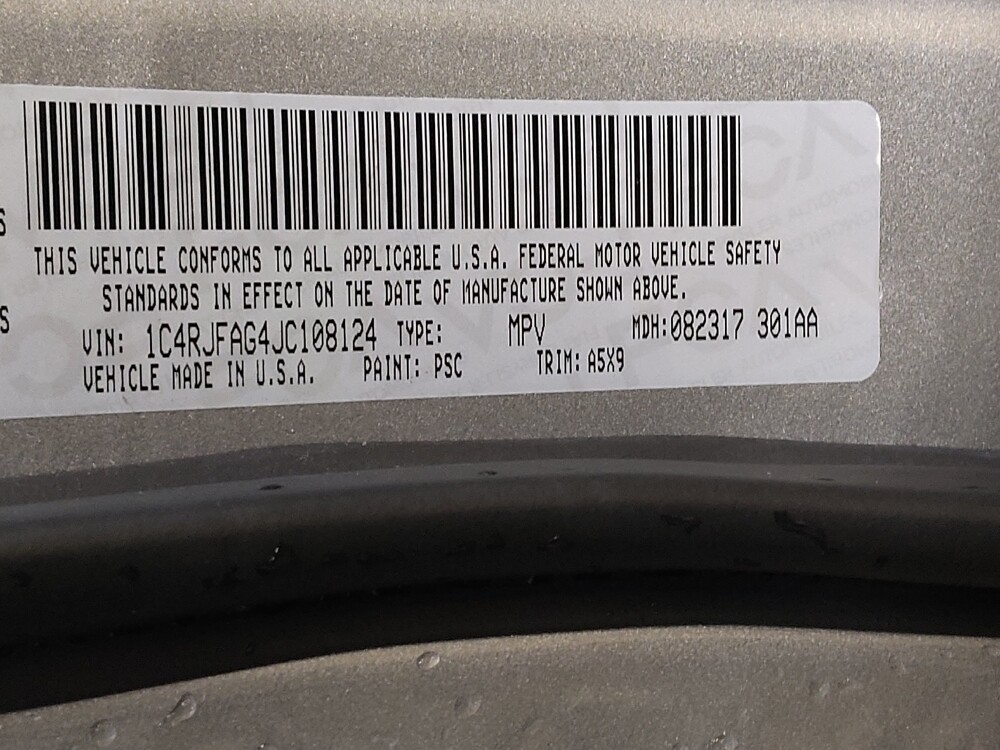 S
THIS VEHICLE CONFORMS TO ALL APPLICABLE U.S.A. FEDERAL MOTOR VEHICLE SAFETY
STANDARDS IN EFFECT ON THE DATE OF MANUFACTURE SHOWN ABOVE.
S
VIN: 1C4RJFAG4JC108124 TYPE: MPV MDH:082317 301AA
VEHICLE MADE IN U.S.A. PAINT: PSC TRIM: A5X9